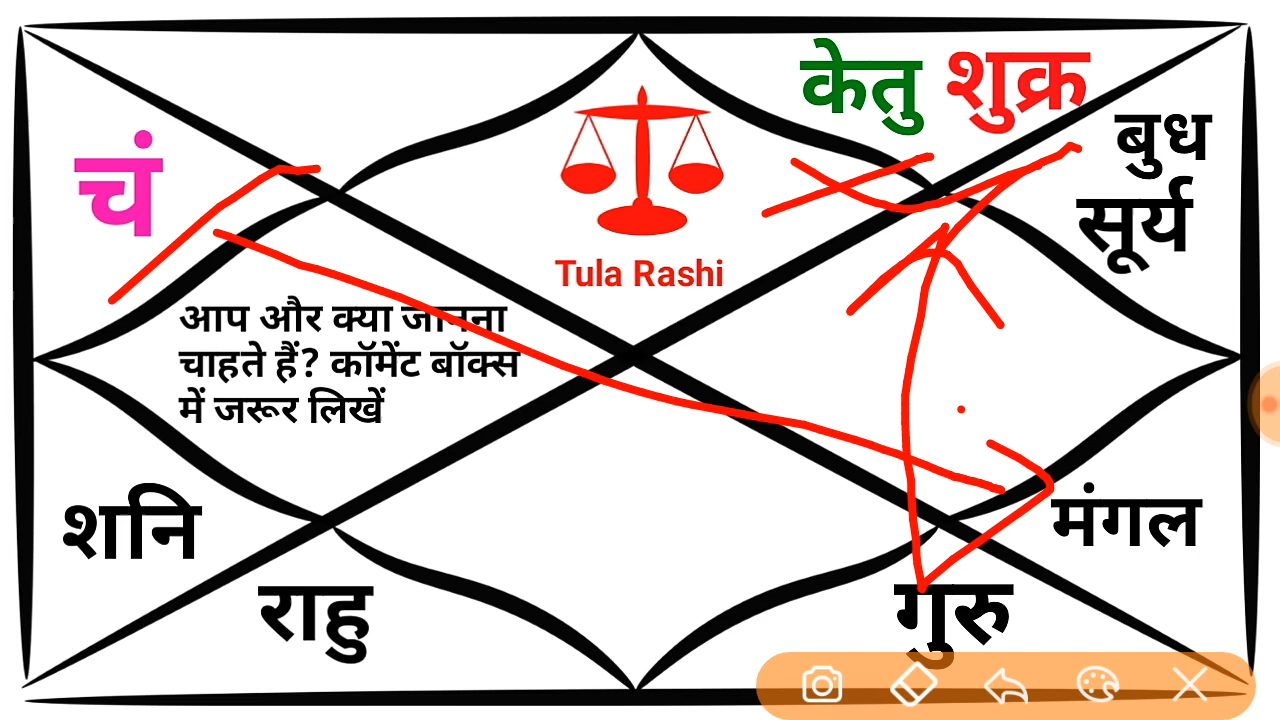 केतु शुक्र
बुध
सूर्य
चं
Tula Rashi
आप और क्या जानना
चाहते हैं? कॉमेंट बॉक्स
में जरूर लिखें
शनि
मंगल
राहु
गुरु